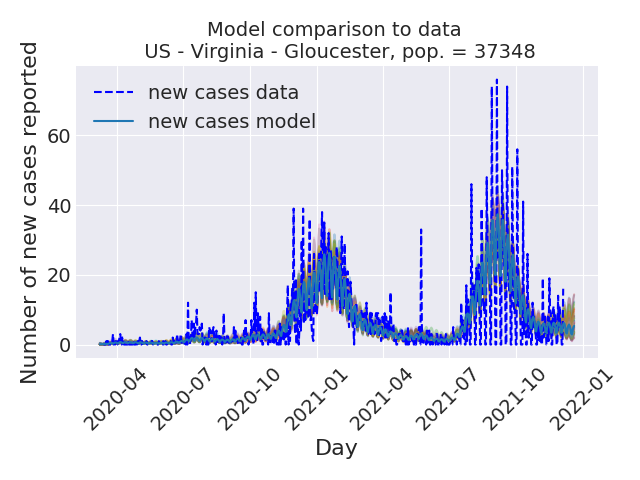 Model comparison to data
US - Virginia - Gloucester, pop. = 37348
new cases data
new cases model
Number of new cases reported
60
40
20
0
2020-04
2020-07
2020-10
2021-01
2021-04
2021-07
2021-10
2022-01
Day